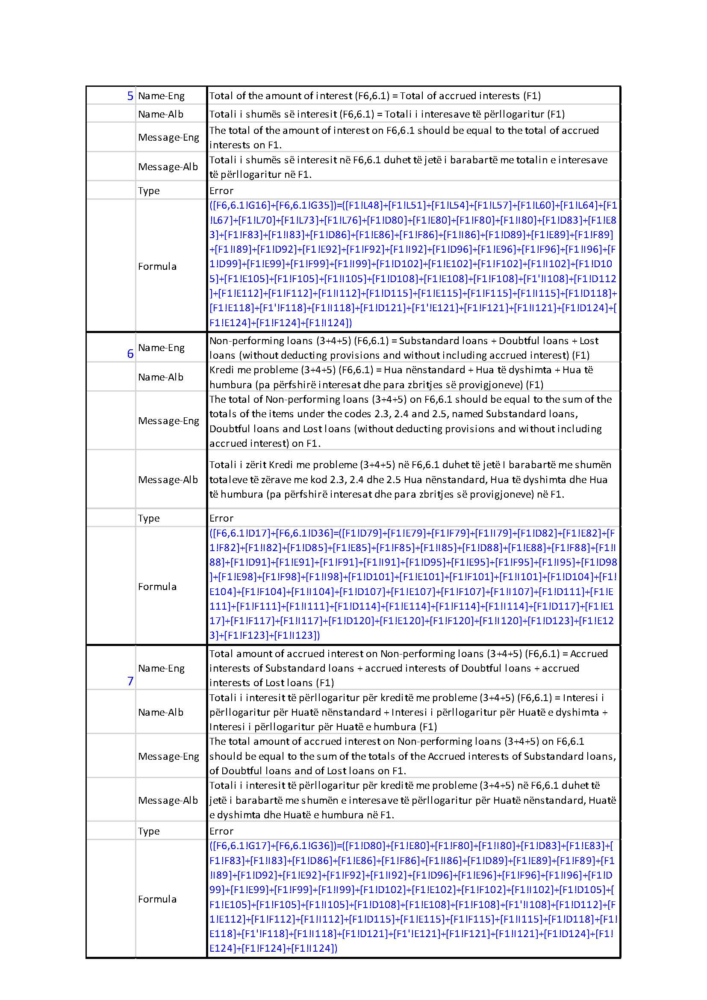 5 Name-Eng Total of the amount of interest (F6,6.1) = Total of accrued interests (F1)
Name-Alb Totali i shumës së interesit (F6,6.1) = Totali i interesave të përllogaritur (F1)
Message-Eng The total of the amount of interest on F6,6.1 should be equal to the total of accrued
interests on F1.
Message-Alb Totali i shumës së interesit në F6,6.1 duhet të jetë i barabartë me totalin e interesave
të përllogaritur në F1.
Type Error
Formula
([F6,6.1!G16]+[F6,6.1!G35])=([F1!L48]+[F1!L51]+[F1!L54]+[F1!L57]+[F1!L60]+[F1!L64]+[F1
!L67]+[F1!L70]+[F1!L73]+[F1!L76]+[F1!D80]+[F1!E80]+[F1!F80]+[F1!I80]+[F1!D83]+[F1!E8
3]+[F1!F83]+[F1!I83]+[F1!D86]+[F1!E86]+[F1!F86]+[F1!I86]+[F1!D89]+[F1!E89]+[F1!F89]
+[F1!I89]+[F1!D92]+[F1!E92]+[F1!F92]+[F1!I92]+[F1!D96]+[F1!E96]+[F1!F96]+[F1!I96]+[F
1!D99]+[F1!E99]+[F1!F99]+[F1!I99]+[F1!D102]+[F1!E102]+[F1!F102]+[F1!I102]+[F1!D10
5]+[F1!E105]+[F1!F105]+[F1!I105]+[F1!D108]+[F1!E108]+[F1!F108]+[F1'!I108]+[F1!D112
]+[F1!E112]+[F1!F112]+[F1!I112]+[F1!D115]+[F1!E115]+[F1!F115]+[F1!I115]+[F1!D118]+
[F1!E118]+[F1'!F118]+[F1!I118]+[F1!D121]+[F1'!E121]+[F1!F121]+[F1!I121]+[F1!D124]+[
F1!E124]+[F1!F124]+[F1!I124])
6 Name-Eng Non-performing loans (3+4+5) (F6,6.1) = Substandard loans + Doubtful loans + Lost
loans (without deducting provisions and without including accrued interest) (F1)
Name-Alb Kredi me probleme (3+4+5) (F6,6.1) = Hua nënstandard + Hua të dyshimta + Hua të
humbura (pa përfshirë interesat dhe para zbritjes së provigjoneve) (F1)
Message-Eng The total of Non-performing loans (3+4+5) on F6,6.1 should be equal to the sum of the
totals of the items under the codes 2.3, 2.4 and 2.5, named Substandard loans,
Doubtful loans and Lost loans (without deducting provisions and without including
accrued interest) on F1.
Message-Alb Totali i zërit Kredi me probleme (3+4+5) në F6,6.1 duhet të jetë I barabartë me shumën
totaleve të zërave me kod 2.3, 2.4 dhe 2.5 Hua nënstandard, Hua të dyshimta dhe Hua
të humbura (pa përfshirë interesat dhe para zbritjes së provigjoneve) në F1.
Type Error
Formula
([F6,6.1!D17]+[F6,6.1!D36]=([F1!D79]+[F1!E79]+[F1!F79]+[F1!I79]+[F1!D82]+[F1!E82]+[F
1!F82]+[F1!I82]+[F1!D85]+[F1!E85]+[F1!F85]+[F1!I85]+[F1!D88]+[F1!E88]+[F1!F88]+[F1!I
88]+[F1!D91]+[F1!E91]+[F1!F91]+[F1!I91]+[F1!D95]+[F1!E95]+[F1!F95]+[F1!I95]+[F1!D98
]+[F1!E98]+[F1!F98]+[F1!I98]+[F1!D101]+[F1!E101]+[F1!F101]+[F1!I101]+[F1!D104]+[F1!
E104]+[F1!F104]+[F1!I104]+[F1!D107]+[F1!E107]+[F1!F107]+[F1!I107]+[F1!D111]+[F1!E
111]+[F1!F111]+[F1!I111]+[F1!D114]+[F1!E114]+[F1!F114]+[F1!I114]+[F1!D117]+[F1!E1
17]+[F1!F117]+[F1!I117]+[F1!D120]+[F1!E120]+[F1!F120]+[F1!I120]+[F1!D123]+[F1!E12
3]+[F1!F123]+[F1!I123])
7 Name-Eng Total amount of accrued interest on Non-performing loans (3+4+5) (F6,6.1) = Accrued
interests of Substandard loans + accrued interests of Doubtful loans + accrued
interests of Lost loans (F1)
Name-Alb Totali i interesit të përllogaritur për kreditë me probleme (3+4+5) (F6,6.1) = Interesi i
përllogaritur për Huatë nënstandard + Interesi i përllogaritur për Huatë e dyshimta +
Interesi i përllogaritur për Huatë e humbura (F1)
Message-Eng The total amount of accrued interest on Non-performing loans (3+4+5) on F6,6.1
should be equal to the sum of the totals of the Accrued interests of Substandard loans,
of Doubtful loans and of Lost loans on F1.
Message-Alb Totali i interesit të përllogaritur për kreditë me probleme (3+4+5) në F6,6.1 duhet të
jetë i barabartë me shumën e interesave të përllogaritur për Huatë nënstandard, Huatë
e dyshimta dhe Huatë e humbura në F1.
Type Error
Formula
([F6,6.1!G17]+[F6,6.1!G36])=([F1!D80]+[F1!E80]+[F1!F80]+[F1!I80]+[F1!D83]+[F1!E83]+[
F1!F83]+[F1!I83]+[F1!D86]+[F1!E86]+[F1!F86]+[F1!I86]+[F1!D89]+[F1!E89]+[F1!F89]+[F1
!I89]+[F1!D92]+[F1!E92]+[F1!F92]+[F1!I92]+[F1!D96]+[F1!E96]+[F1!F96]+[F1!I96]+[F1!D
99]+[F1!E99]+[F1!F99]+[F1!I99]+[F1!D102]+[F1!E102]+[F1!F102]+[F1!I102]+[F1!D105]+[
F1!E105]+[F1!F105]+[F1!I105]+[F1!D108]+[F1!E108]+[F1!F108]+[F1'!I108]+[F1!D112]+[F
1!E112]+[F1!F112]+[F1!I112]+[F1!D115]+[F1!E115]+[F1!F115]+[F1!I115]+[F1!D118]+[F1!
E118]+[F1'!F118]+[F1!I118]+[F1!D121]+[F1'!E121]+[F1!F121]+[F1!I121]+[F1!D124]+[F1!
E124]+[F1!F124]+[F1!I124])